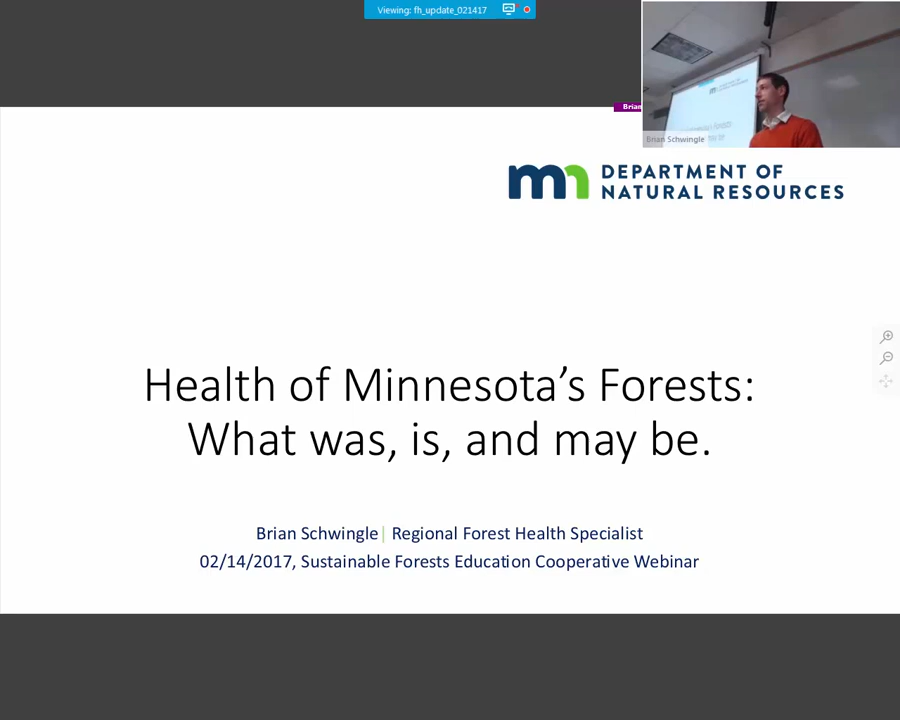 Viewing: fh_update_021417
Brian
Brian Schwingle
DEPARTMENT OF
NATURAL RESOURCES
Health of Minnesota's Forests:
What was, is, and may be.
Brian Schwingle| Regional Forest Health Specialist
02/14/2017, Sustainable Forests Education Cooperative Webinar